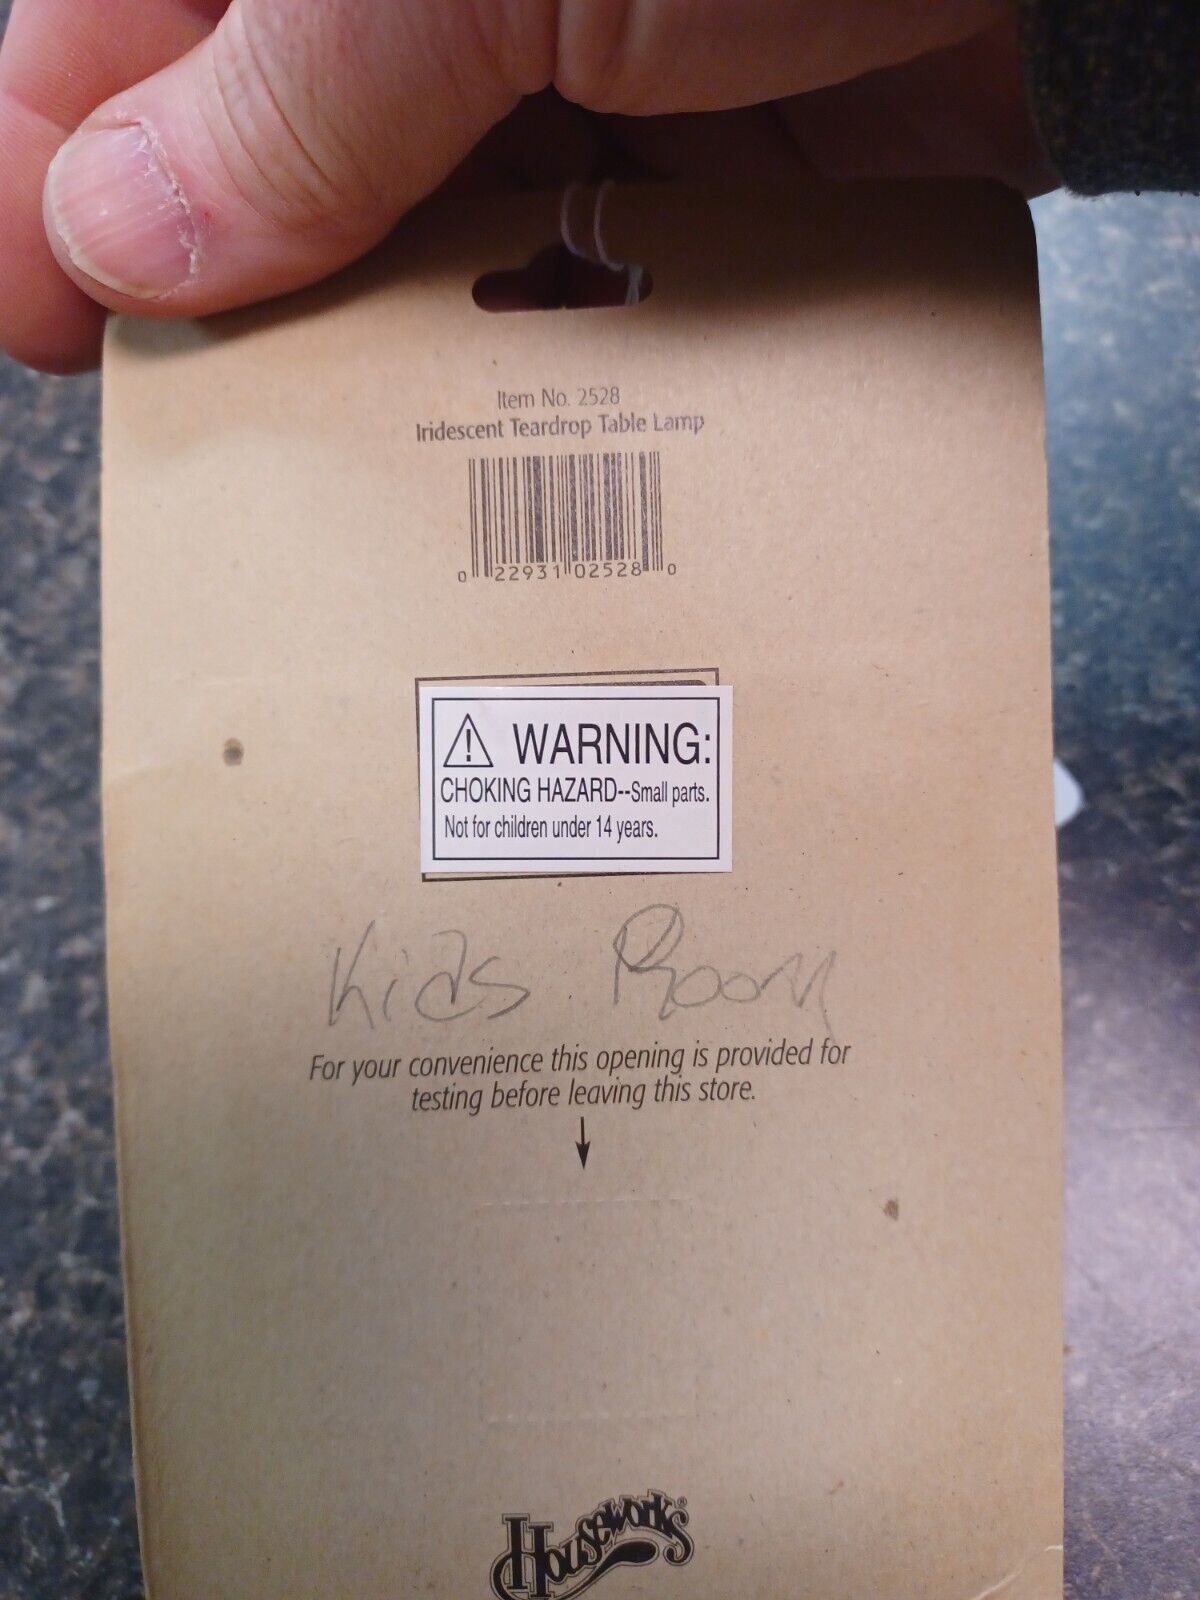 Item No. 2528
Iridescent Teardrop Table Lamp
0 22931 02528 0
WARNING:
CHOKING HAZARD--Small parts.
Not for children under 14 years.
Kids Room
For your convenience this opening is provided for
testing before leaving this store.
Houseworks®